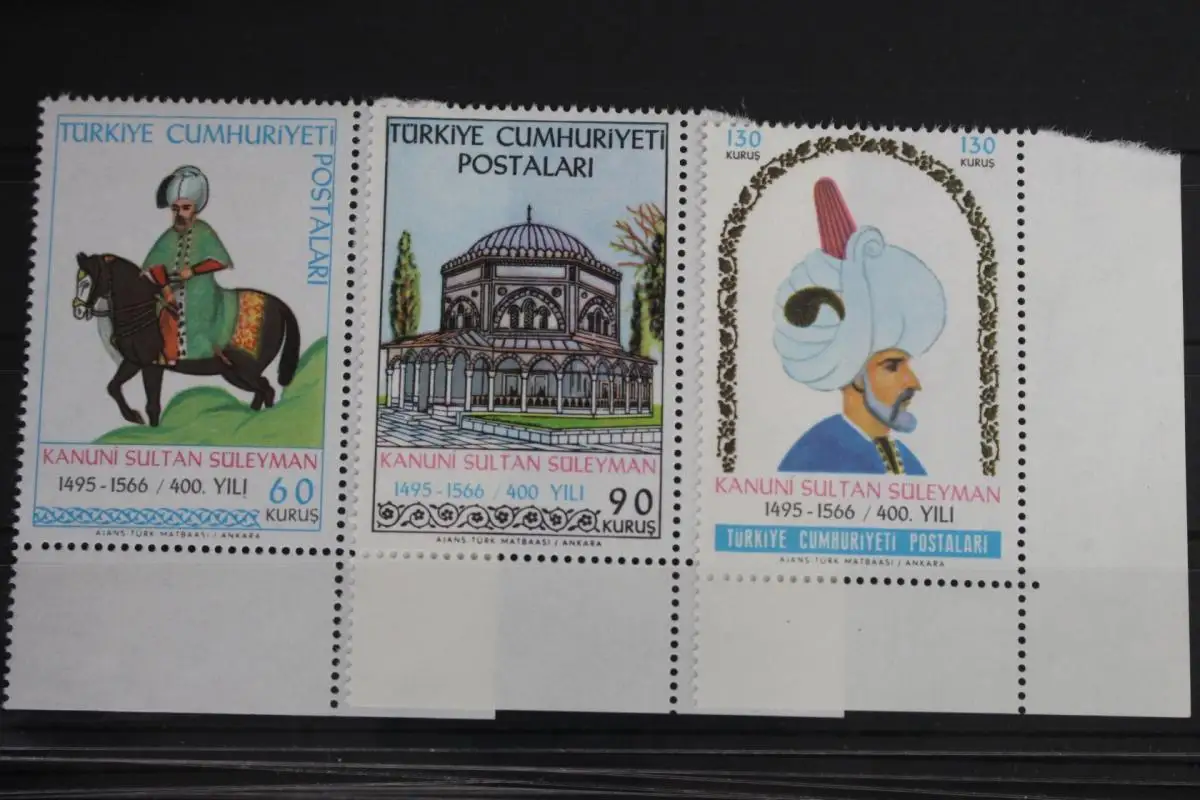 TÜRKİYE CUMHURİYETİ
POSTALARI
KANUNİ SULTAN SÜLEYMAN
1495-1566 / 400. YILI
60
KURUŞ
AJANS-TÜRK MATBAASI / ANKARA
TÜRKİYE CUMHURİYETİ
POSTALARI
KANUNİ SULTAN SÜLEYMAN
1495-1566 / 400 YILI
90
KURUŞ
AJANS-TÜRK MATBAASI / ANKARA
130
KURUŞ
130
KURUŞ
KANUNİ SULTAN SÜLEYMAN
1495-1566 / 400. YILI
TÜRKİYE CUMHURİYETİ POSTALARI
AJANS-TÜRK MATBAASI / ANKARA